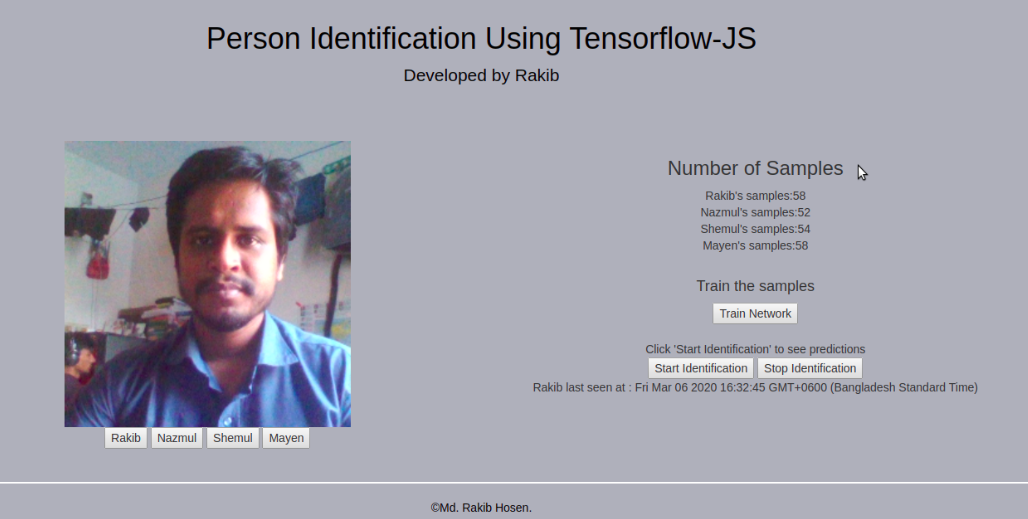 Person Identification Using Tensorflow-JS
Developed by Rakib
Number of Samples
Rakib's samples:58
Nazmul's samples:52
Shemul's samples:54
Mayen's samples:58
Train the samples
Train Network
Click 'Start Identification' to see predictions
Start Identification Stop Identification
Rakib last seen at : Fri Mar 06 2020 16:32:45 GMT+0600 (Bangladesh Standard Time)
Rakib Nazmul Shemul Mayen
©Md. Rakib Hosen.